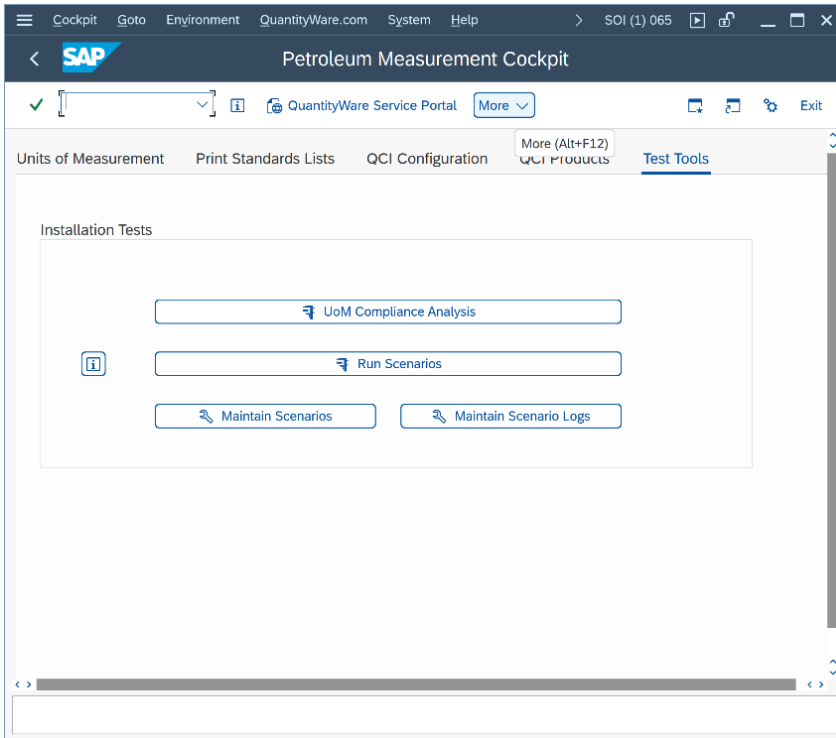 Cockpit Goto Environment QuantityWare.com System Help SOI (1) 065
SAP Petroleum Measurement Cockpit
QuantityWare Service Portal More Exit
More (Alt+F12)
Units of Measurement Print Standards Lists QCI Configuration QCI Products Test Tools
Installation Tests
UoM Compliance Analysis
Run Scenarios
Maintain Scenarios Maintain Scenario Logs